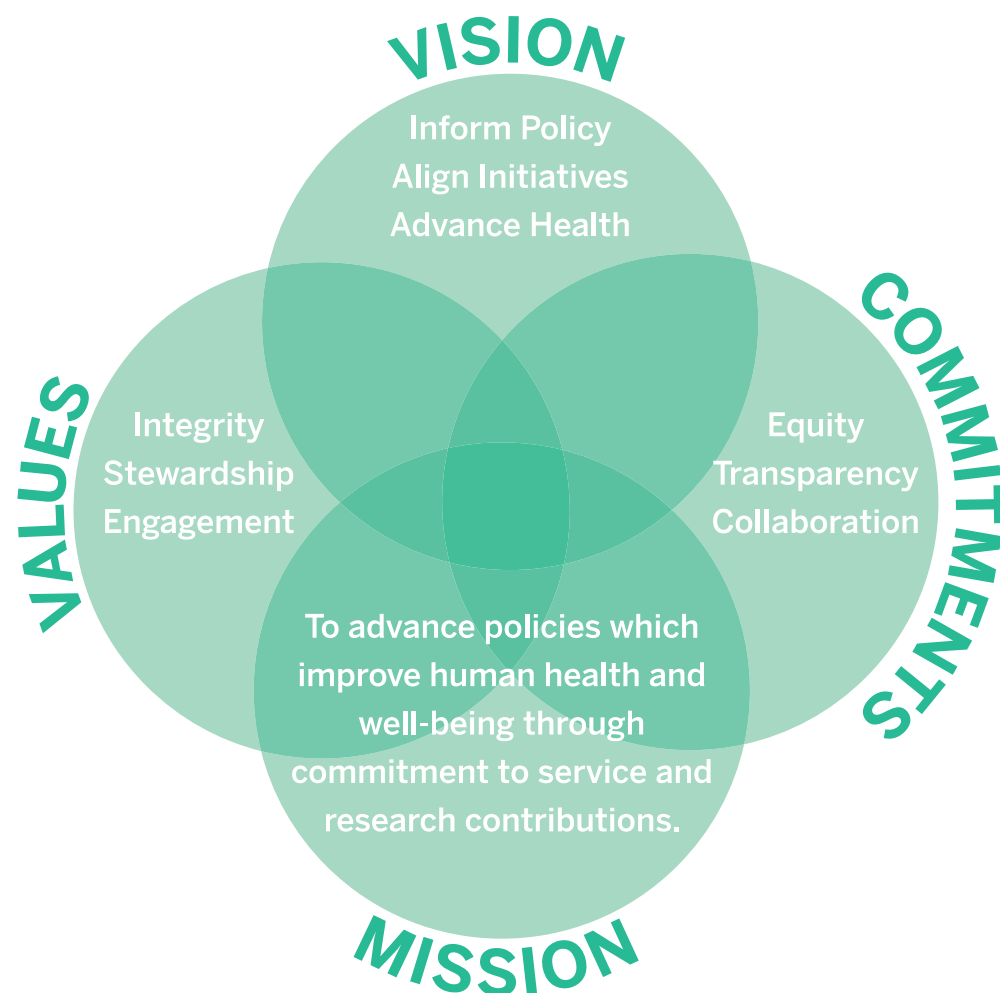 VISION
Inform Policy
Align Initiatives
Advance Health
VALUES
Integrity
Stewardship
Engagement
COMMITMENTS
Equity
Transparency
Collaboration
To advance policies which
improve human health and
well-being through
commitment to service and
research contributions.
MISSION